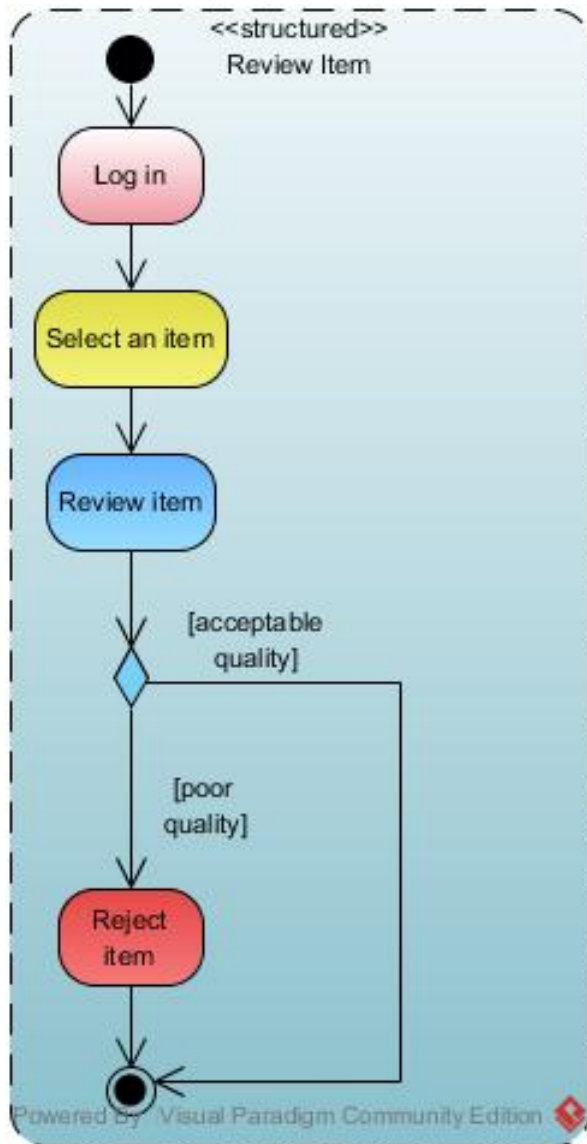 <<structured>>
Review Item
Log in
Select an item
Review item
[acceptable
quality]
[poor
quality]
Reject
item
Powered By Visual Paradigm Community Edition